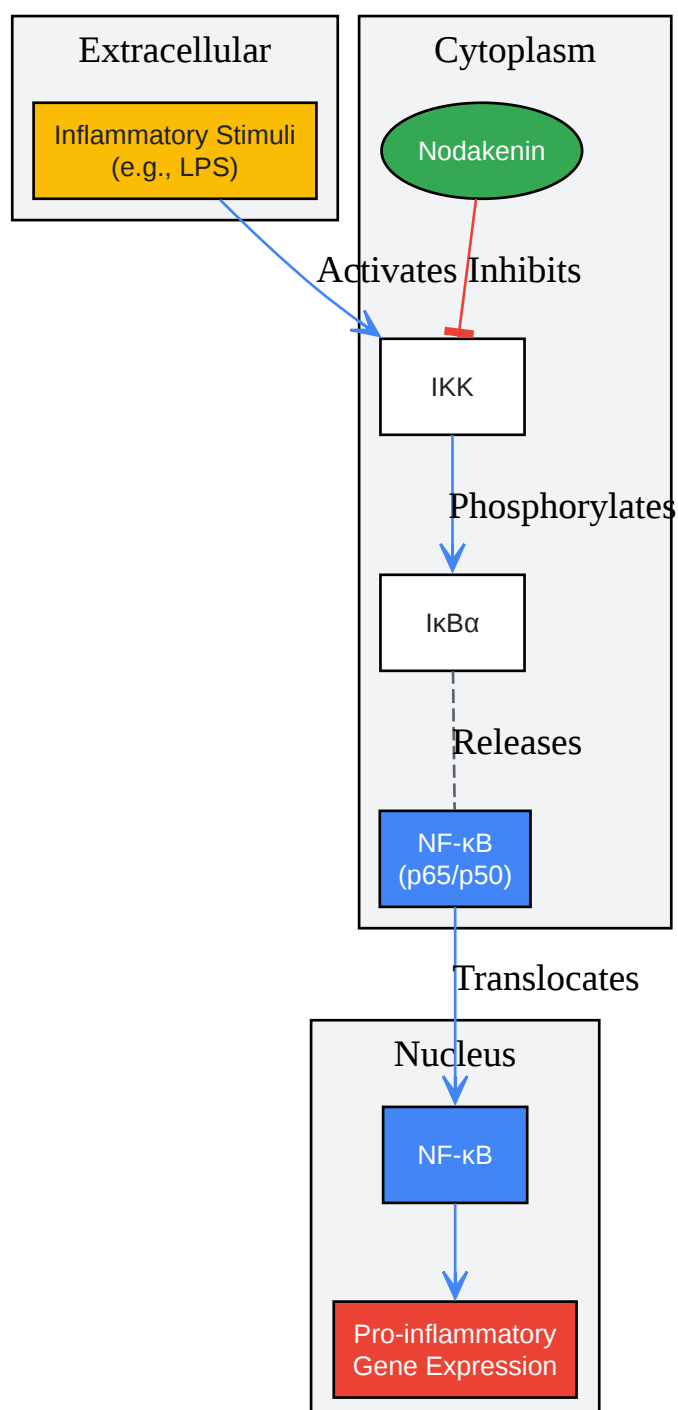 Extracellular
Cytoplasm
Inflammatory Stimuli
(e.g., LPS)
Nodakenin
Activates
Inhibits
IKK
Phosphorylates
IκBα
Releases
NF-κB
(p65/p50)
Translocates
Nucleus
NF-κB
Pro-inflammatory
Gene Expression